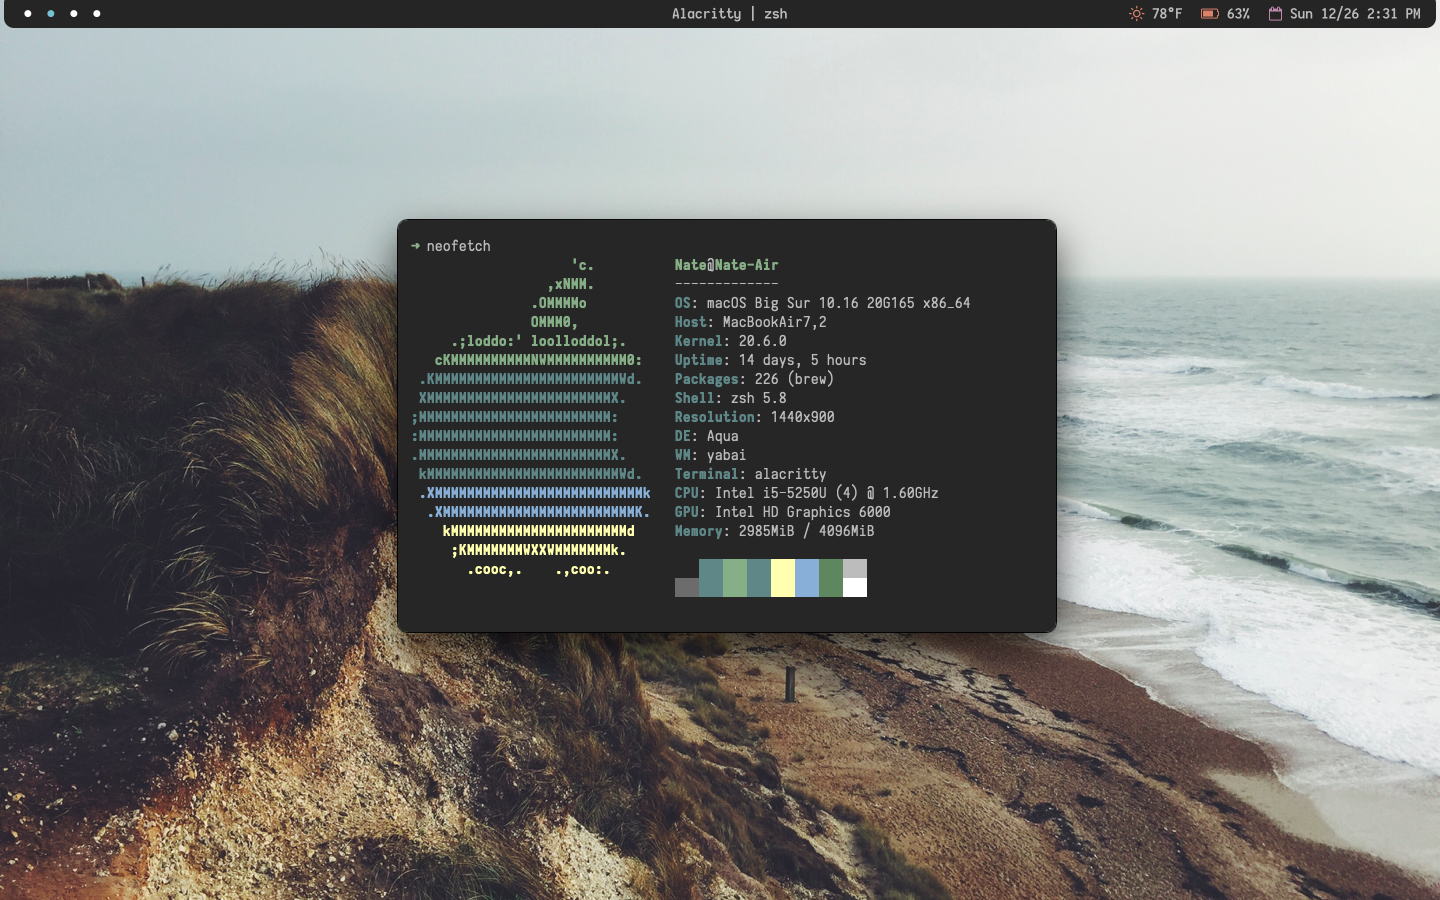 Alacritty | zsh
78°F 63% Sun 12/26 2:31 PM
➜ neofetch
'c.
,xNMM.
.OMMMMo
OMMM0,
.;loddo:' loolloddol;.
cKMMMMMMMMMMNWMMMMMMMMMM0:
.KMMMMMMMMMMMMMMMMMMMMMMMWd.
XMMMMMMMMMMMMMMMMMMMMMMMX.
;MMMMMMMMMMMMMMMMMMMMMMMM:
:MMMMMMMMMMMMMMMMMMMMMMMM:
.MMMMMMMMMMMMMMMMMMMMMMMMX.
kMMMMMMMMMMMMMMMMMMMMMMMMWd.
.XMMMMMMMMMMMMMMMMMMMMMMMMMMk
.XMMMMMMMMMMMMMMMMMMMMMMMMK.
kMMMMMMMMMMMMMMMMMMMMMMd
;KMMMMMMMWXXWMMMMMMMk.
.cooc,. .,coo:.
Nate@Nate-Air
-------------
OS: macOS Big Sur 10.16 20G165 x86_64
Host: MacBookAir7,2
Kernel: 20.6.0
Uptime: 14 days, 5 hours
Packages: 226 (brew)
Shell: zsh 5.8
Resolution: 1440x900
DE: Aqua
WM: yabai
Terminal: alacritty
CPU: Intel i5-5250U (4) @ 1.60GHz
GPU: Intel HD Graphics 6000
Memory: 2985MiB / 4096MiB